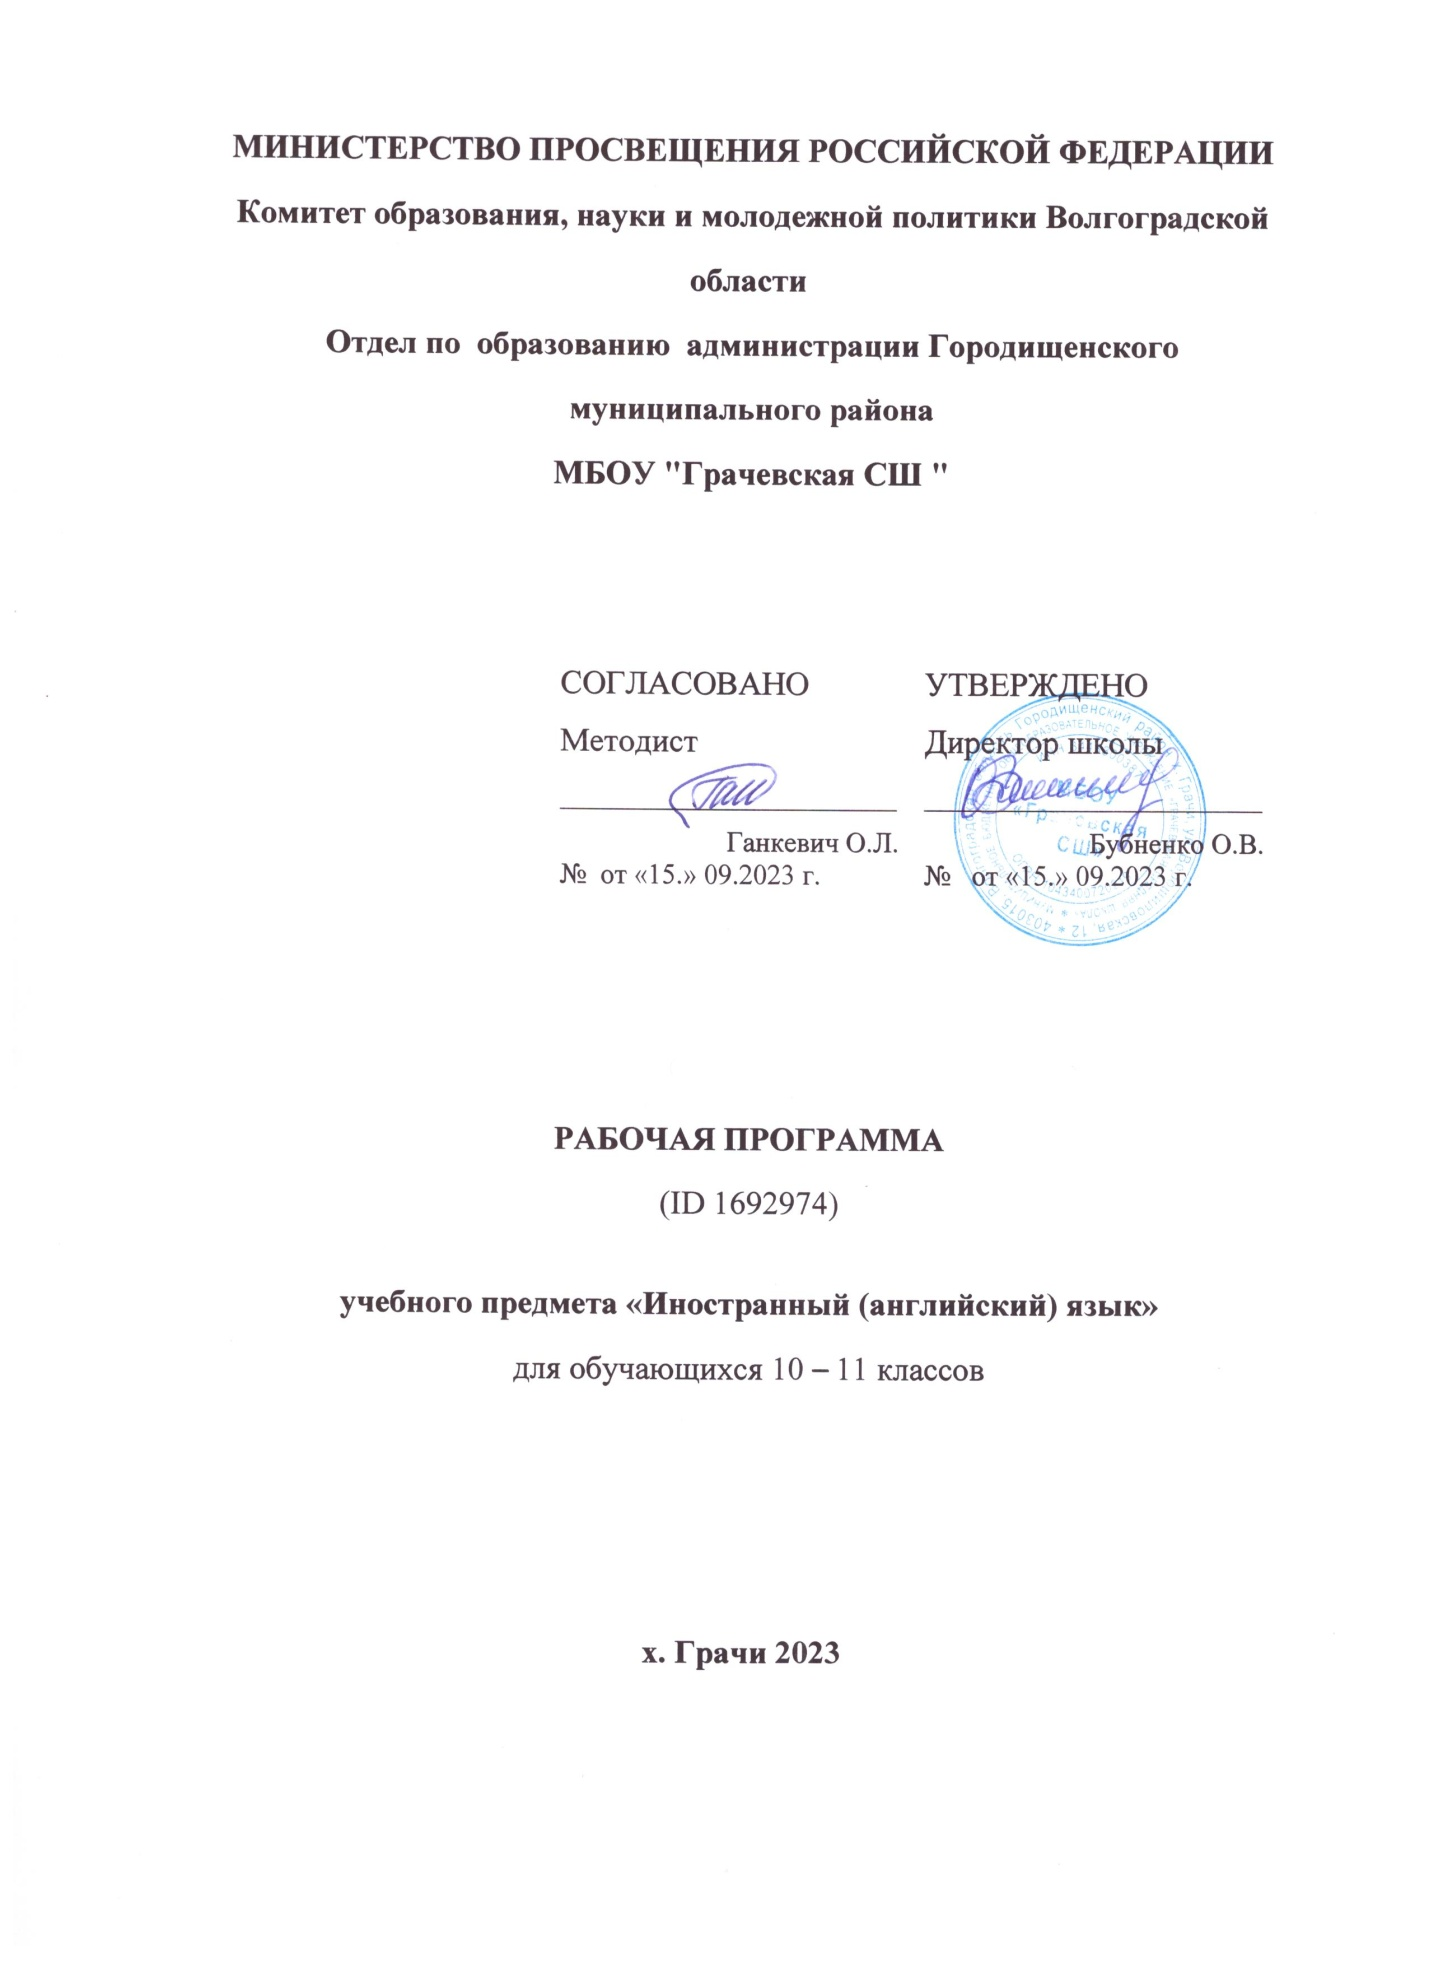 МИНИСТЕРСТВО ПРОСВЕЩЕНИЯ РОССИЙСКОЙ ФЕДЕРАЦИИ
Комитет образования, науки и молодежной политики Волгоградской
области
Отдел по образованию администрации Городищенского
муниципального района
МБОУ "Грачевская СШ "
СОГЛАСОВАНО
Методист
Ганкевич О.Л.
№ от «15.» 09.2023 г.
УТВЕРЖДЕНО
Директор школы
Бубненко О.В.
№ от «15.» 09.2023 г.
РАБОЧАЯ ПРОГРАММА
(ID 1692974)
учебного предмета «Иностранный (английский) язык»
для обучающихся 10 – 11 классов
х. Грачи 2023